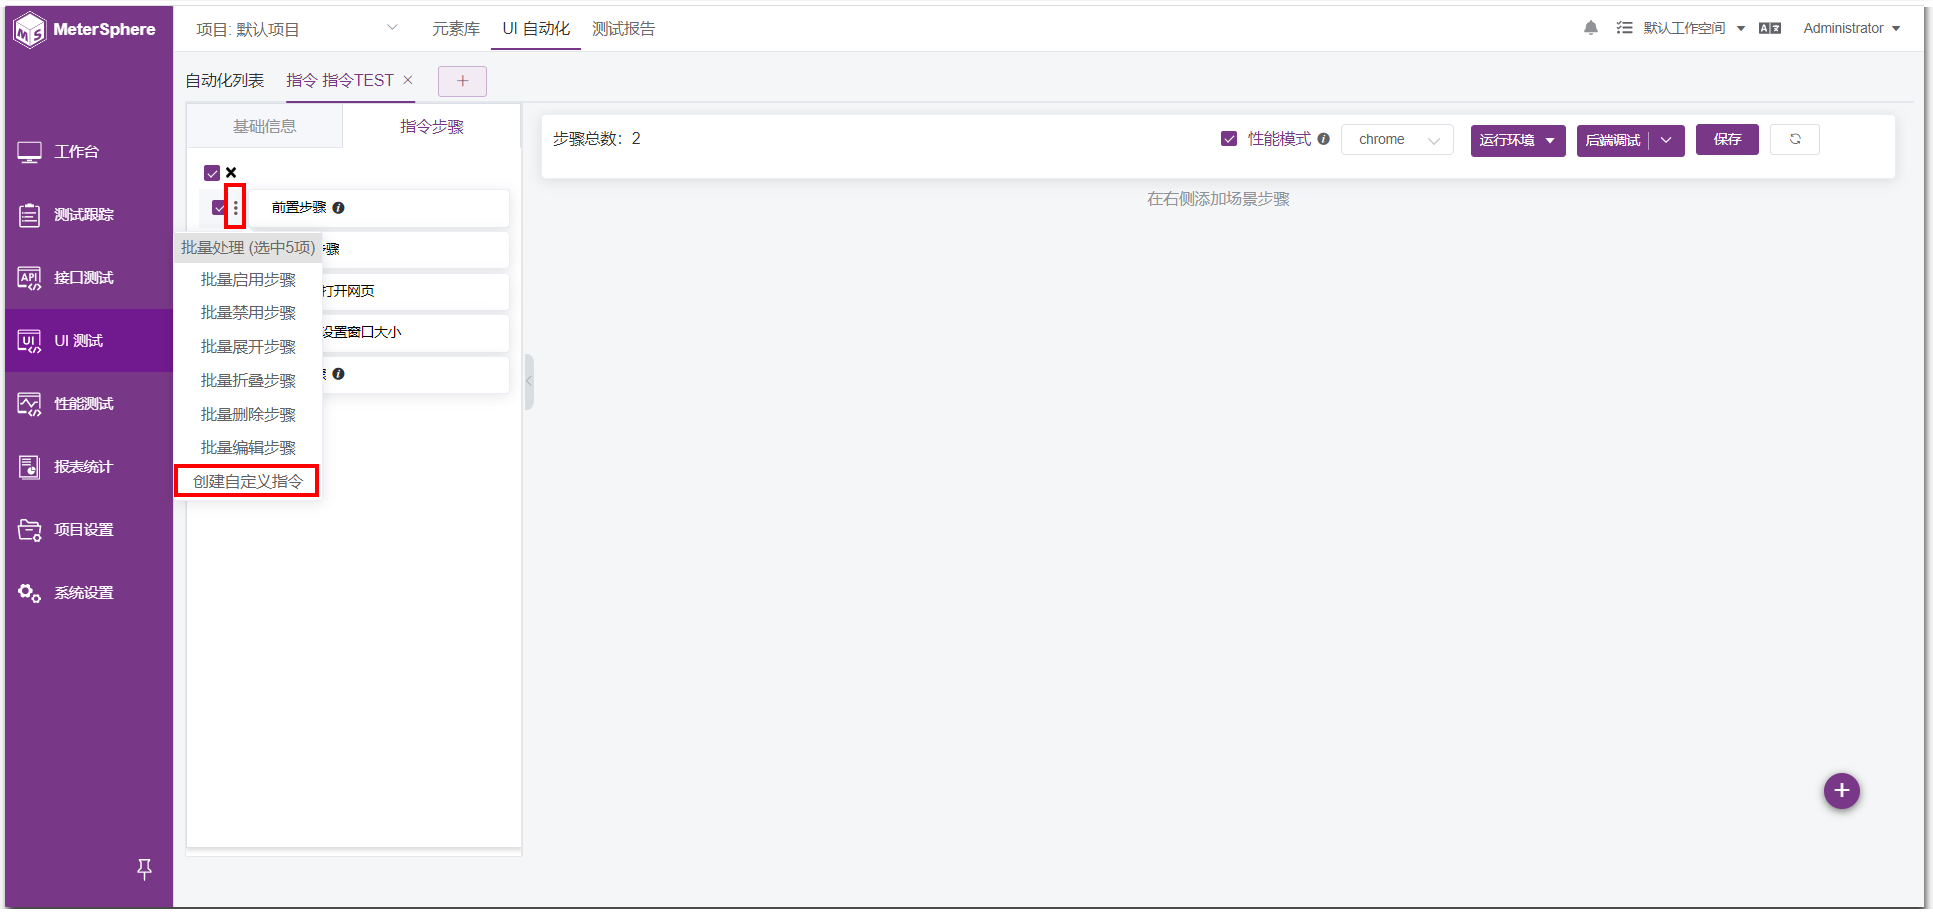 MeterSphere
项目: 默认项目
元素库
UI 自动化
测试报告
默认工作空间
Administrator
自动化列表
指令 指令TEST
基础信息
指令步骤
步骤总数：2
性能模式
chrome
运行环境
后端调试
保存
在右侧添加场景步骤
工作台
测试跟踪
接口测试
UI 测试
性能测试
报表统计
项目设置
系统设置
前置步骤
骤
打开网页
设置窗口大小
批量处理 (选中5项)
批量启用步骤
批量禁用步骤
批量展开步骤
批量折叠步骤
批量删除步骤
批量编辑步骤
创建自定义指令